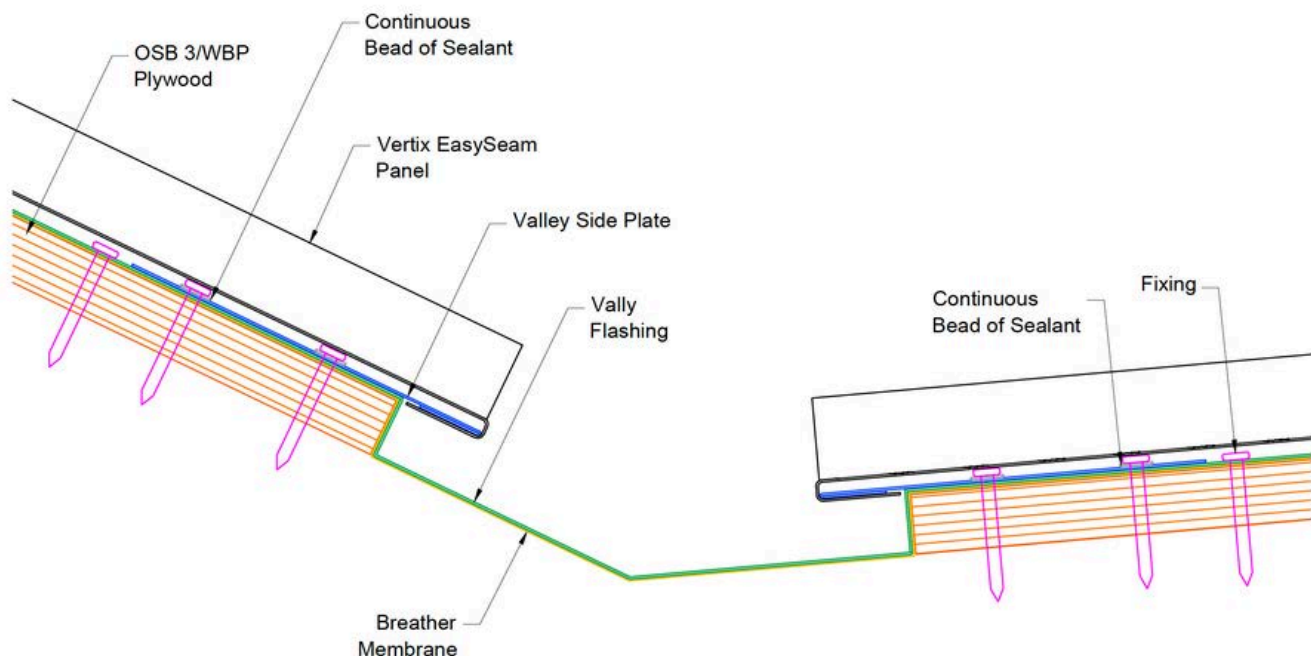 Continuous
Bead of Sealant
OSB 3/WBP
Plywood
Vertix EasySeam
Panel
Valley Side Plate
Vally
Flashing
Continuous
Bead of Sealant
Fixing
Breather
Membrane